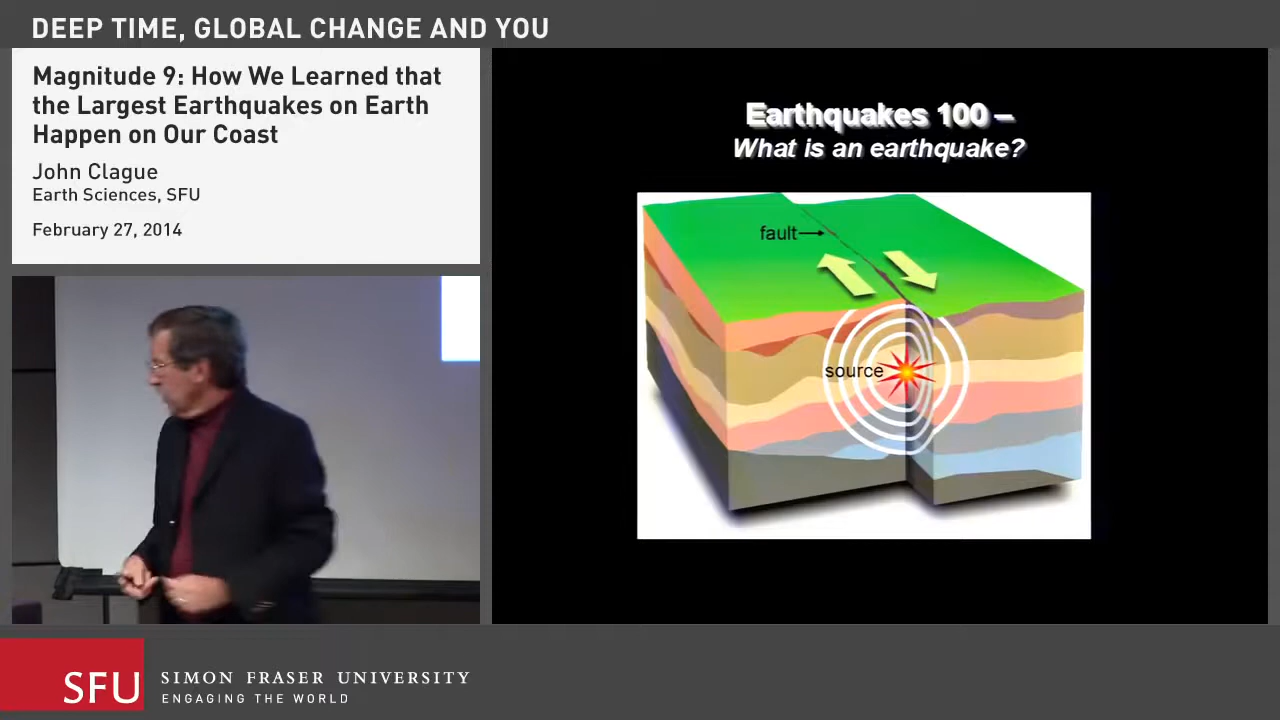 DEEP TIME, GLOBAL CHANGE AND YOU
Magnitude 9: How We Learned that
the Largest Earthquakes on Earth
Happen on Our Coast
John Clague
Earth Sciences, SFU
February 27, 2014
Earthquakes 100 –
What is an earthquake?
fault
source
SFU
SIMON FRASER UNIVERSITY
ENGAGING THE WORLD